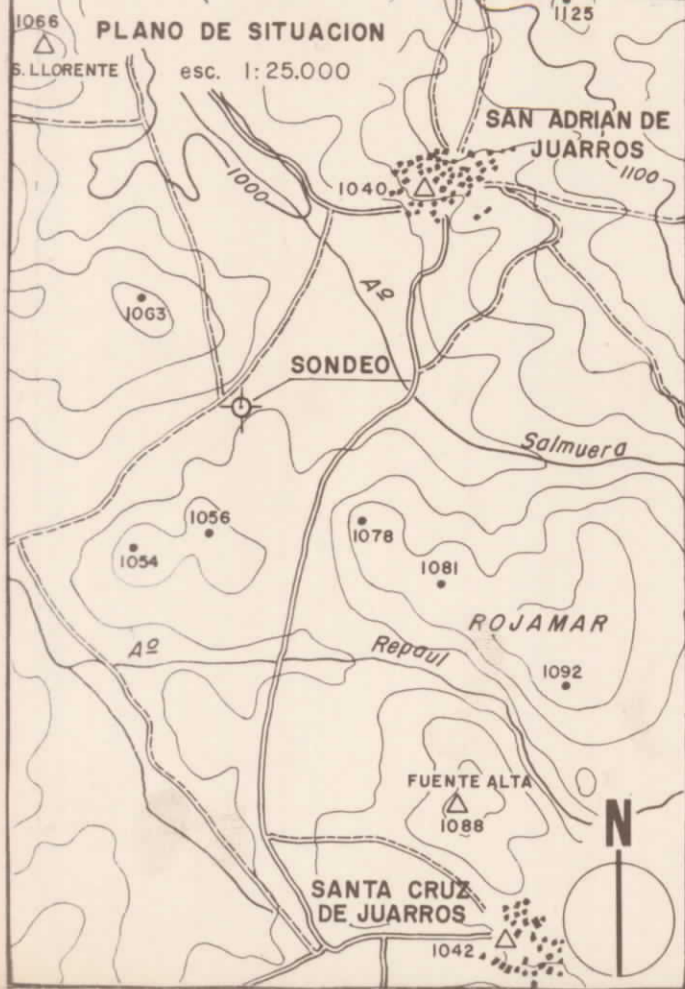 1066
PLANO DE SITUACION
1125
S. LLORENTE
esc. 1:25.000
SAN ADRIAN DE
JUARROS
1100
1040
1000
Aº
1063
SONDEO
Salmuera
1056
1078
1054
1081
ROJAMAR
Aº
Repaul
1092
FUENTE ALTA
1088
N
SANTA CRUZ
DE JUARROS
1042